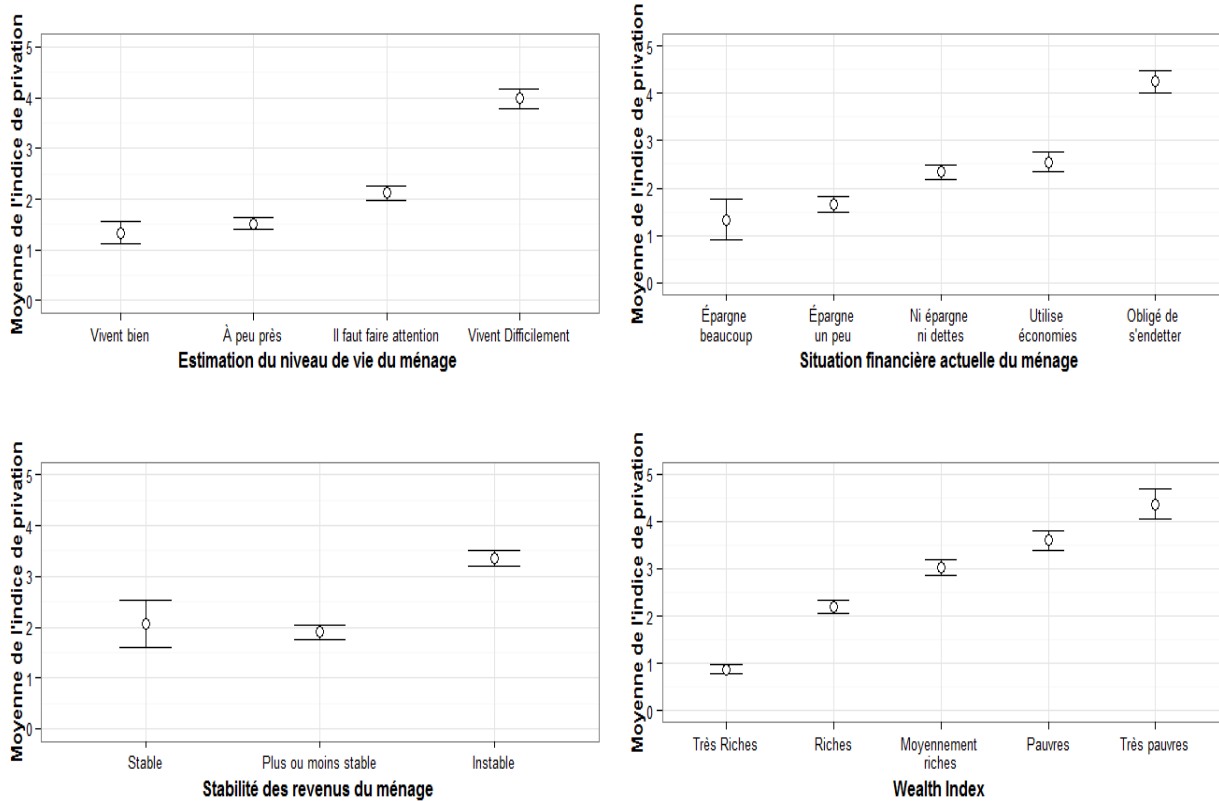 Moyenne de l'indice de privation
5
4
3
2
1
0
Vivent bien
À peu près
Il faut faire attention
Vivent Difficilement
Estimation du niveau de vie du ménage
Moyenne de l'indice de privation
5
4
3
2
1
0
Épargne
beaucoup
Épargne
un peu
Ni épargne
ni dettes
Utilise
économies
Obligé de
s'endetter
Situation financière actuelle du ménage
Moyenne de l'indice de privation
5
4
3
2
1
0
Stable
Plus ou moins stable
Instable
Stabilité des revenus du ménage
Moyenne de l'indice de privation
5
4
3
2
1
0
Très Riches
Riches
Moyennement
riches
Pauvres
Très pauvres
Wealth Index